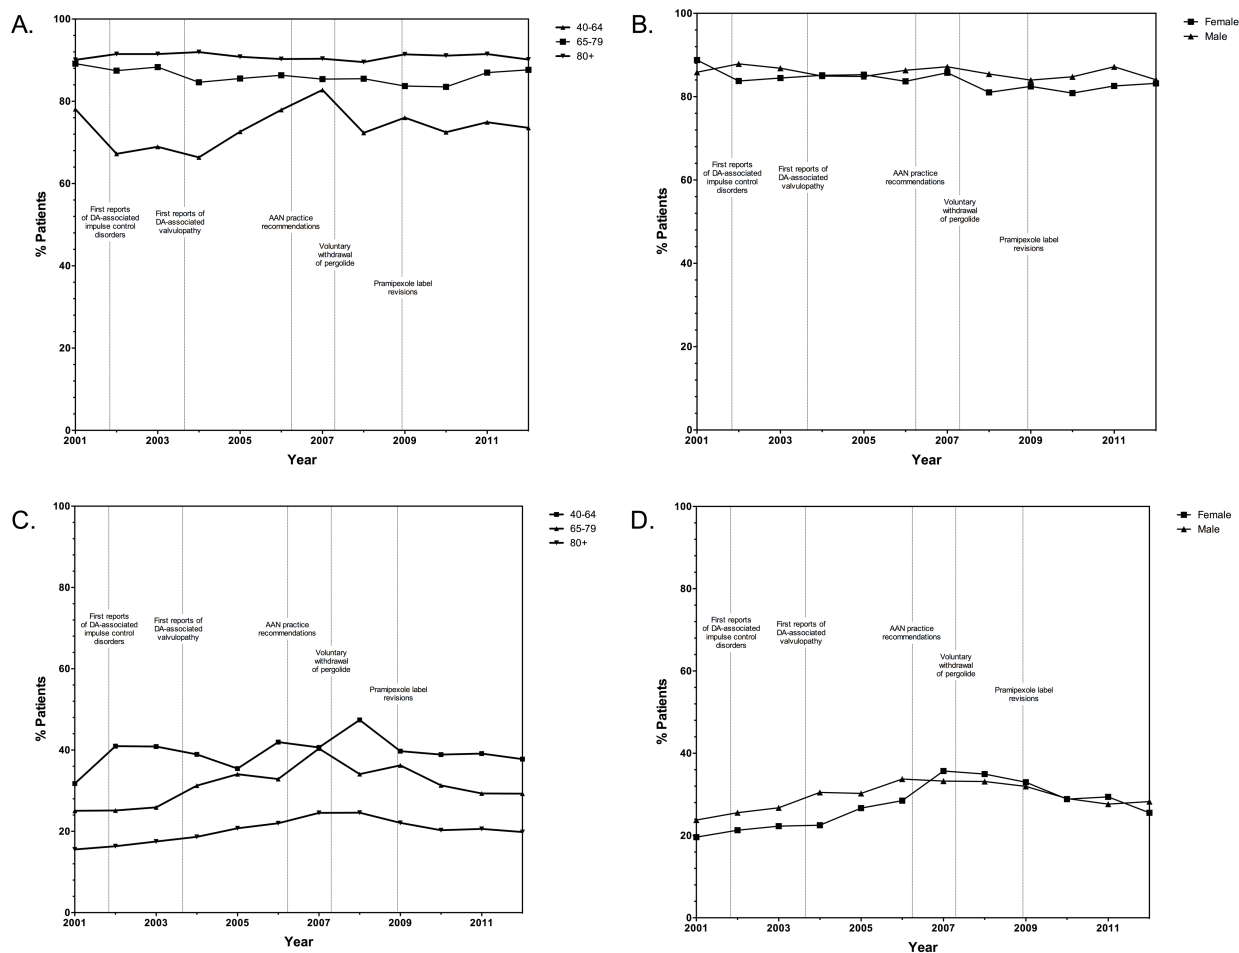 A.
100
80
60
40
20
0
% Patients
40-64
65-79
80+
First reports
of DA-associated
impulse control
disorders
First reports of
DA-associated
valvulopathy
AAN practice
recommendations
Voluntary
withdrawal
of pergolide
Pramipexole label
revisions
2001 2003 2005 2007 2009 2011
Year
B.
100
80
60
40
20
0
% Patients
Female
Male
First reports
of DA-associated
impulse control
disorders
First reports of
DA-associated
valvulopathy
AAN practice
recommendations
Voluntary
withdrawal
of pergolide
Pramipexole label
revisions
2001 2003 2005 2007 2009 2011
Year
C.
100
80
60
40
20
0
% Patients
40-64
65-79
80+
First reports
of DA-associated
impulse control
disorders
First reports of
DA-associated
valvulopathy
AAN practice
recommendations
Voluntary
withdrawal
of pergolide
Pramipexole label
revisions
2001 2003 2005 2007 2009 2011
Year
D.
100
80
60
40
20
0
% Patients
Female
Male
First reports
of DA-associated
impulse control
disorders
First reports of
DA-associated
valvulopathy
AAN practice
recommendations
Voluntary
withdrawal
of pergolide
Pramipexole label
revisions
2001 2003 2005 2007 2009 2011
Year